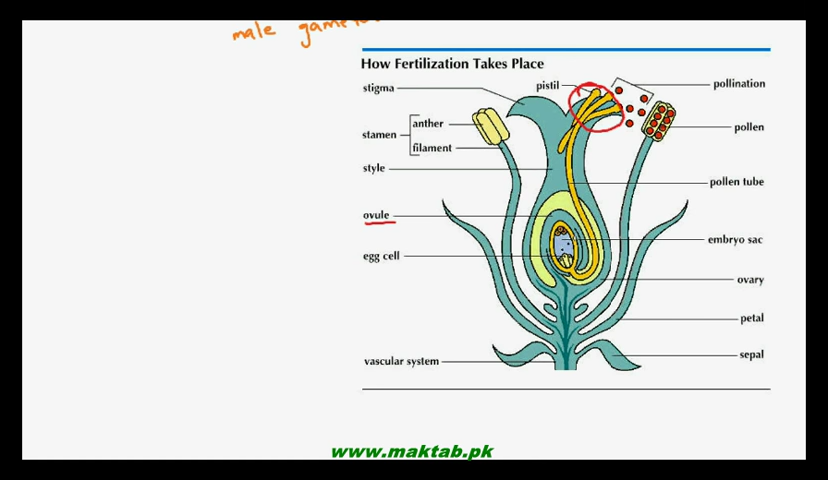 male gamete
How Fertilization Takes Place
stigma
pistil
pollination
anther
stamen
pollen
filament
style
pollen tube
ovule
embryo sac
egg cell
ovary
petal
sepal
vascular system
www.maktab.pk